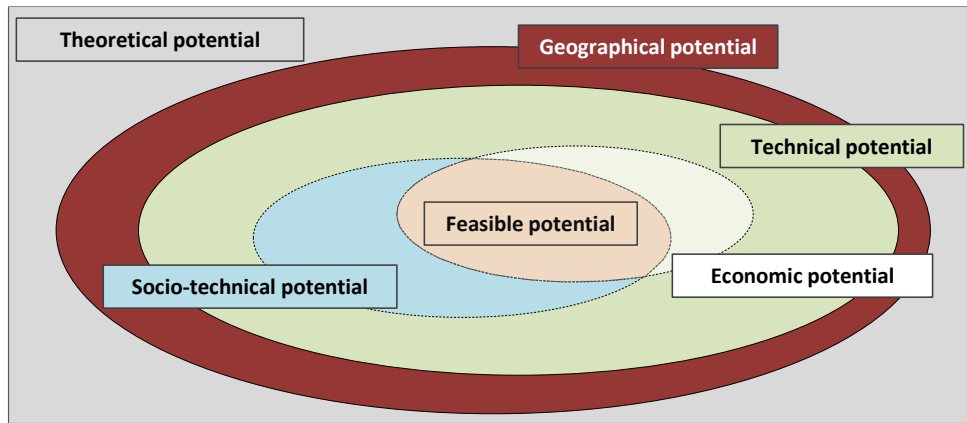 Theoretical potential
Geographical potential
Technical potential
Feasible potential
Socio-technical potential
Economic potential